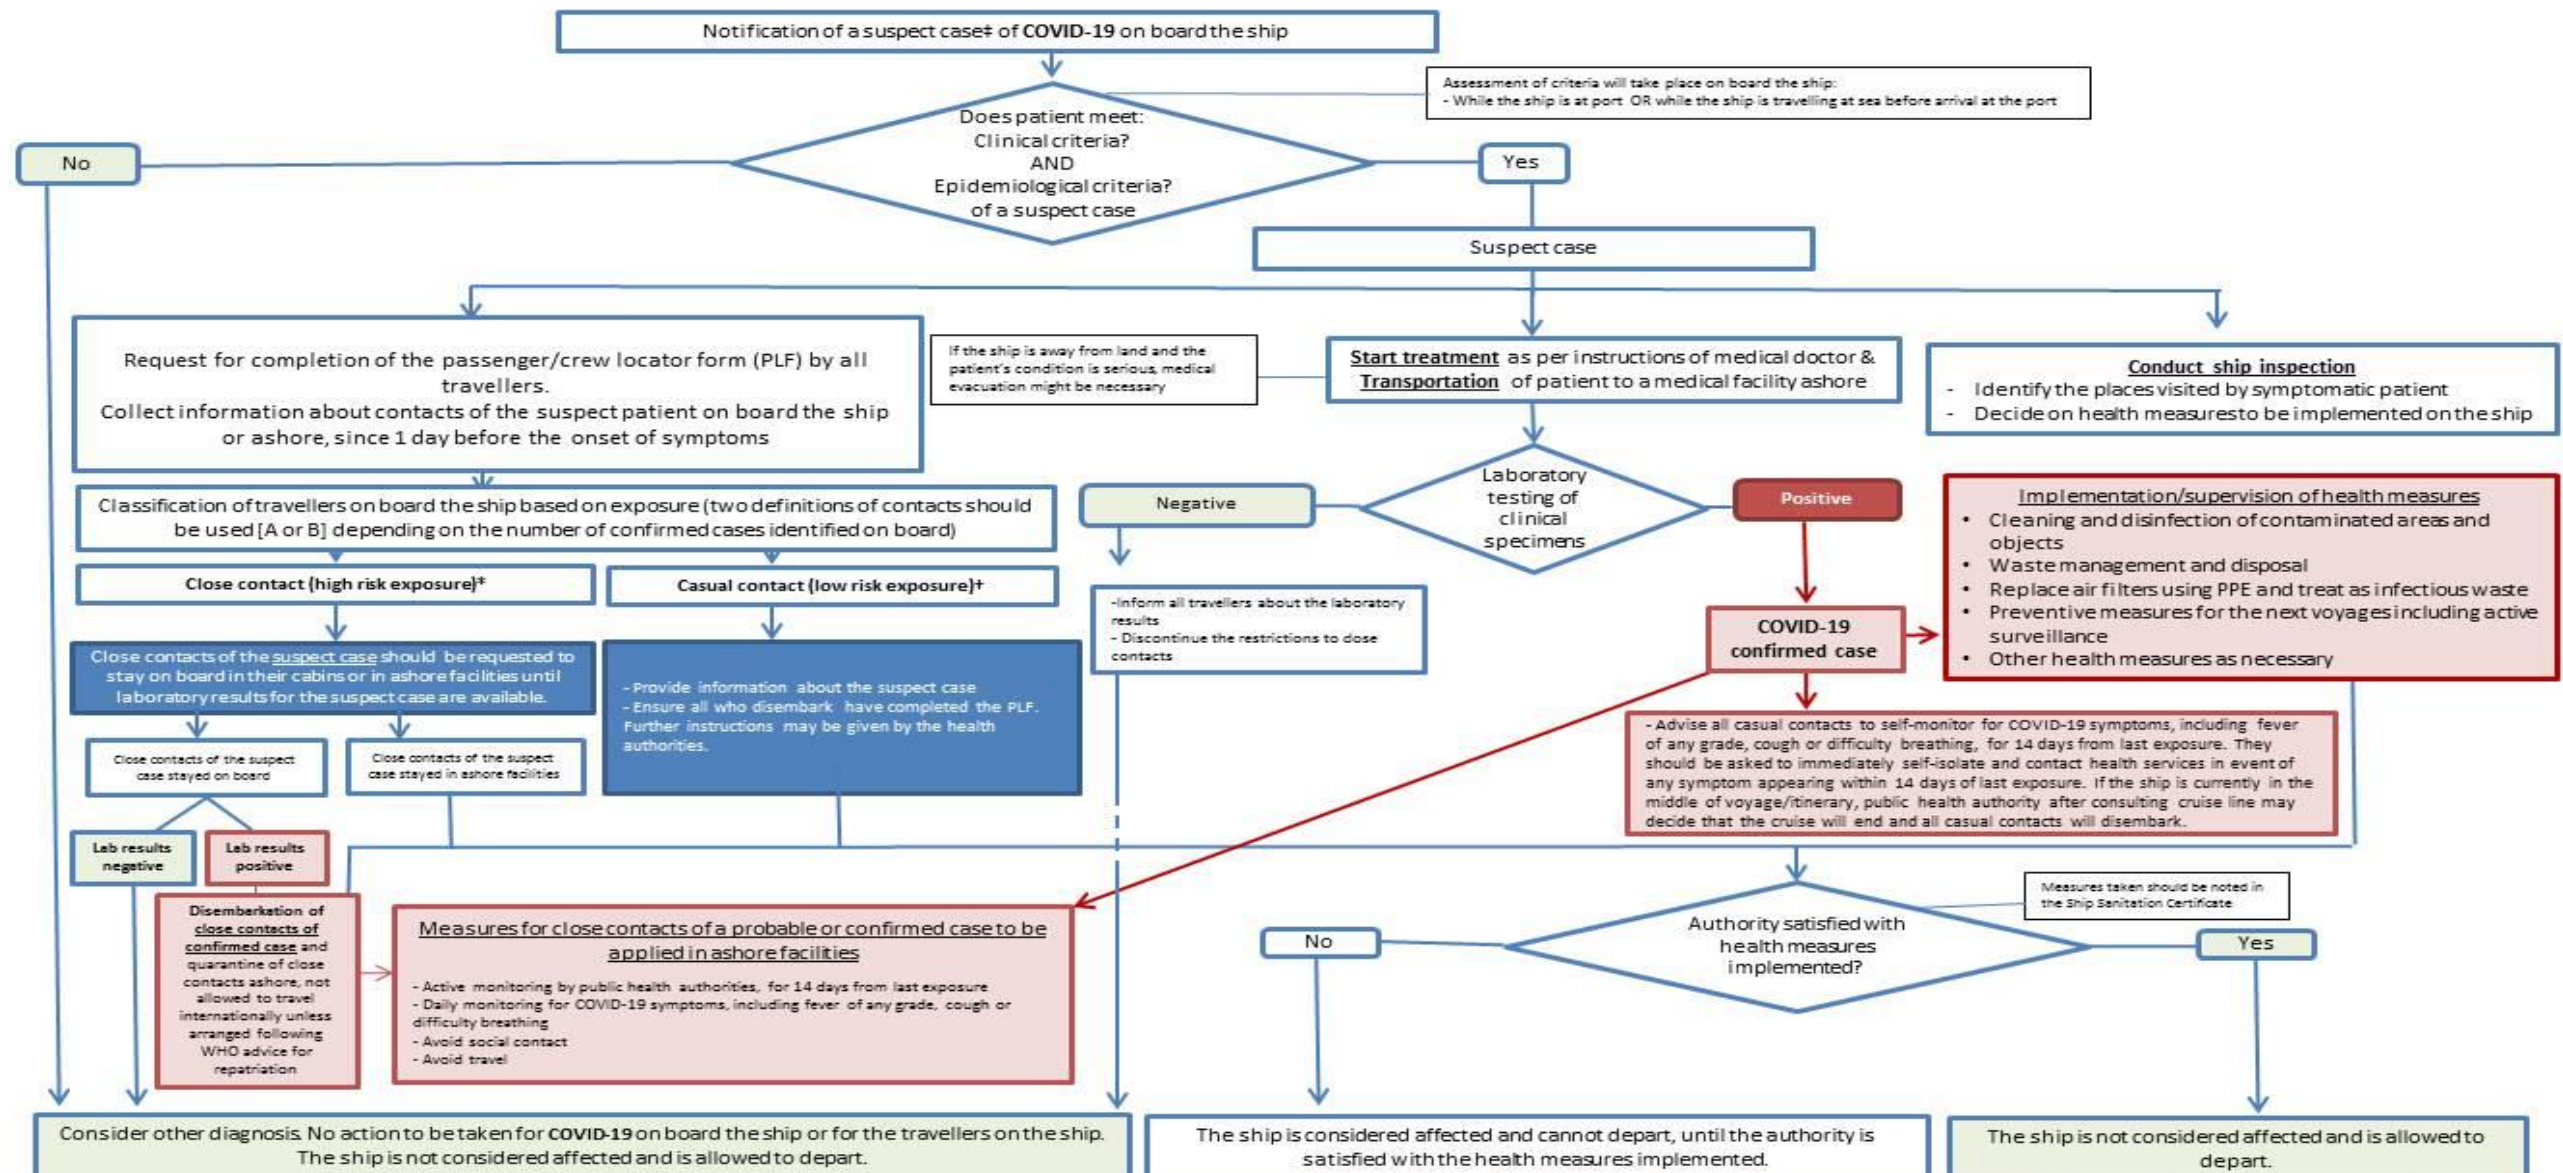 Notification of a suspect case‡ of COVID-19 on board the ship
Assessment of criteria will take place on board the ship:
- While the ship is at port OR while the ship is travelling at sea before arrival at the port
Does patient meet:
Clinical criteria?
AND
Epidemiological criteria?
of a suspect case
No
Yes
Suspect case
Request for completion of the passenger/crew locator form (PLF) by all
travellers.
Collect information about contacts of the suspect patient on board the ship
or ashore, since 1 day before the onset of symptoms
If the ship is away from land and the
patient's condition is serious, medical
evacuation might be necessary
Start treatment as per instructions of medical doctor &
Transportation of patient to a medical facility ashore
Conduct ship inspection
- Identify the places visited by symptomatic patient
- Decide on health measures to be implemented on the ship
Classification of travellers on board the ship based on exposure (two definitions of contacts should
be used [A or B] depending on the number of confirmed cases identified on board)
Negative
Laboratory
testing of
clinical
specimens
Positive
Implementation/supervision of health measures
• Cleaning and disinfection of contaminated areas and
objects
• Waste management and disposal
• Replace air filters using PPE and treat as infectious waste
• Preventive measures for the next voyages including active
surveillance
• Other health measures as necessary
Close contact (high risk exposure)*
Casual contact (low risk exposure)†
-Inform all travellers about the laboratory
results
- Discontinue the restrictions to close
contacts
COVID-19
confirmed case
Close contacts of the suspect case should be requested to
stay on board in their cabins or in ashore facilities until
laboratory results for the suspect case are available.
- Provide information about the suspect case
- Ensure all who disembark have completed the PLF.
Further instructions may be given by the health
authorities.
Close contacts of the suspect
case stayed on board
Close contacts of the suspect
case stayed in ashore facilities
- Advise all casual contacts to self-monitor for COVID-19 symptoms, including fever
of any grade, cough or difficulty breathing, for 14 days from last exposure. They
should be asked to immediately self-isolate and contact health services in event of
any symptom appearing within 14 days of last exposure. If the ship is currently in the
middle of voyage/itinerary, public health authority after consulting cruise line may
decide that the cruise will end and all casual contacts will disembark.
Lab results
negative
Lab results
positive
Disembarkation of
close contacts of
confirmed case and
quarantine of close
contacts ashore, not
allowed to travel
internationally unless
arranged following
WHO advice for
repatriation
Measures for close contacts of a probable or confirmed case to be
applied in ashore facilities
- Active monitoring by public health authorities, for 14 days from last exposure
- Daily monitoring for COVID-19 symptoms, including fever of any grade, cough or
difficulty breathing
- Avoid social contact
- Avoid travel
Measures taken should be noted in
the Ship Sanitation Certificate
Authority satisfied with
health measures
implemented?
No
Yes
Consider other diagnosis. No action to be taken for COVID-19 on board the ship or for the travellers on the ship.
The ship is not considered affected and is allowed to depart.
The ship is considered affected and cannot depart, until the authority is
satisfied with the health measures implemented.
The ship is not considered affected and is allowed to
depart.